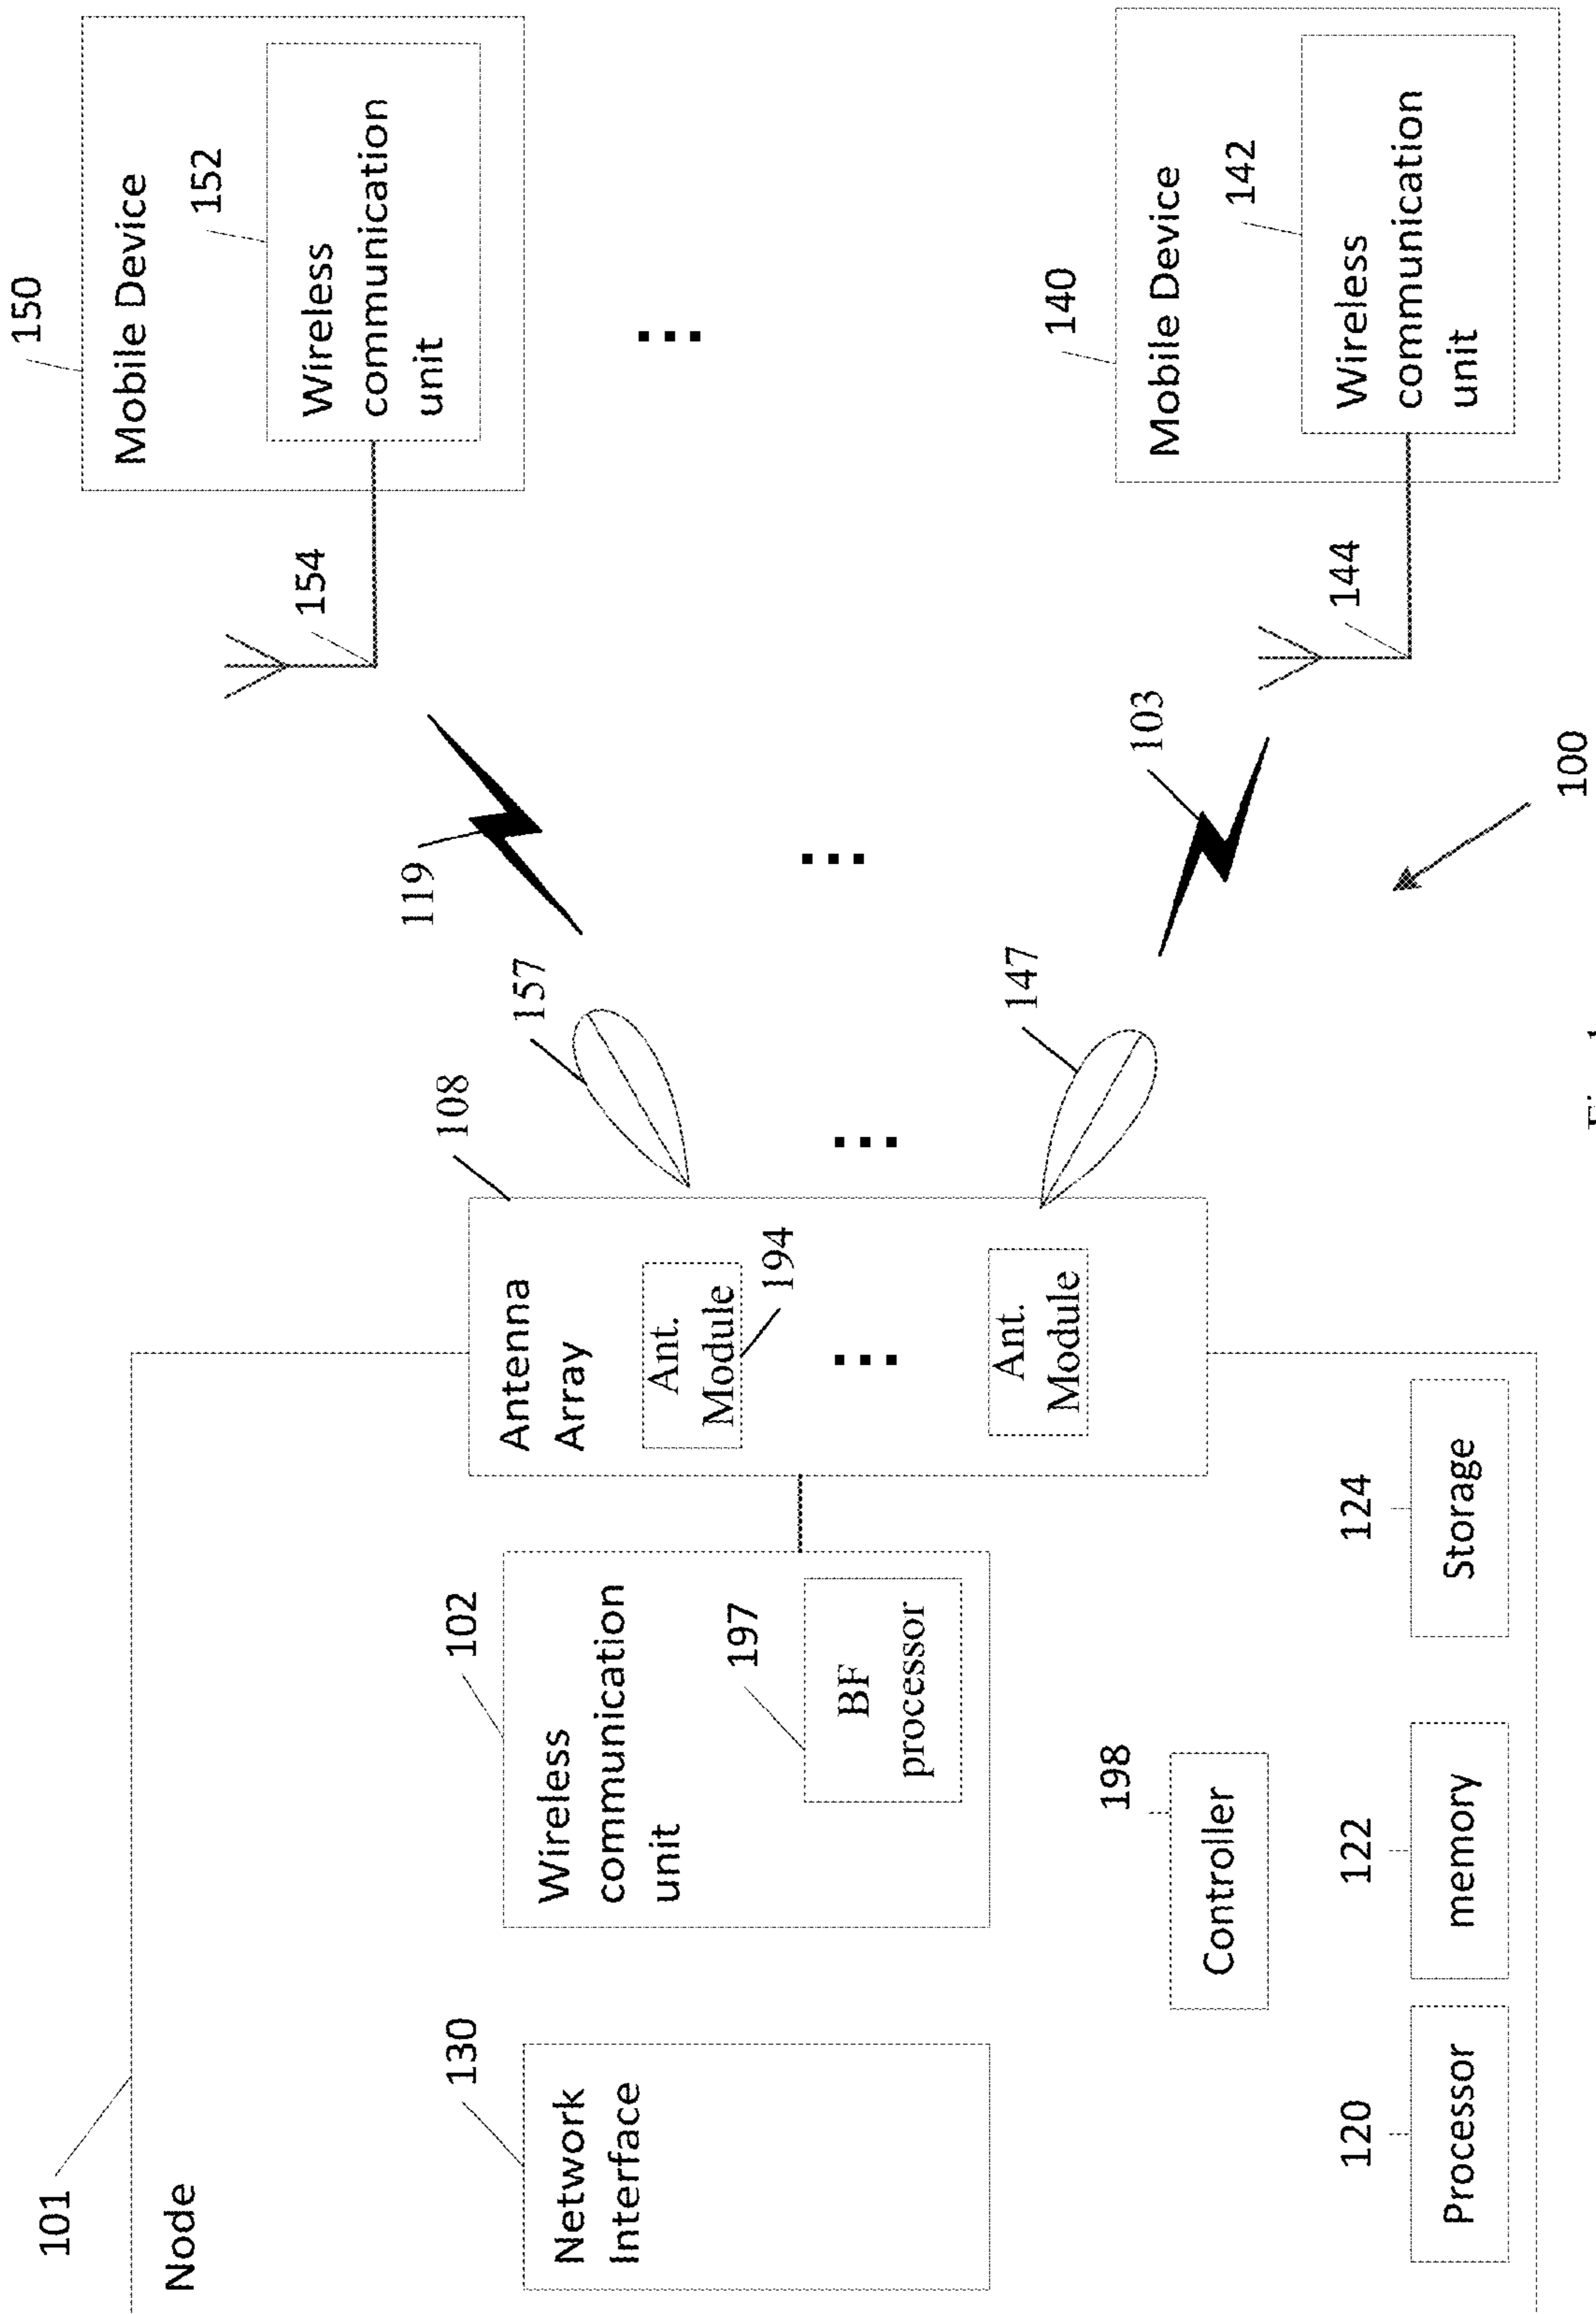 101
Node
130
Network
Interface
102
Wireless
communication
unit
197
BF
processor
108
Antenna
Array
Ant.
Module
194
...
Ant.
Module
198
Controller
120
Processor
122
memory
124
Storage
157
...
147
119
...
103
100
154
144
150
Mobile Device
152
Wireless
communication
unit
...
140
Mobile Device
142
Wireless
communication
unit